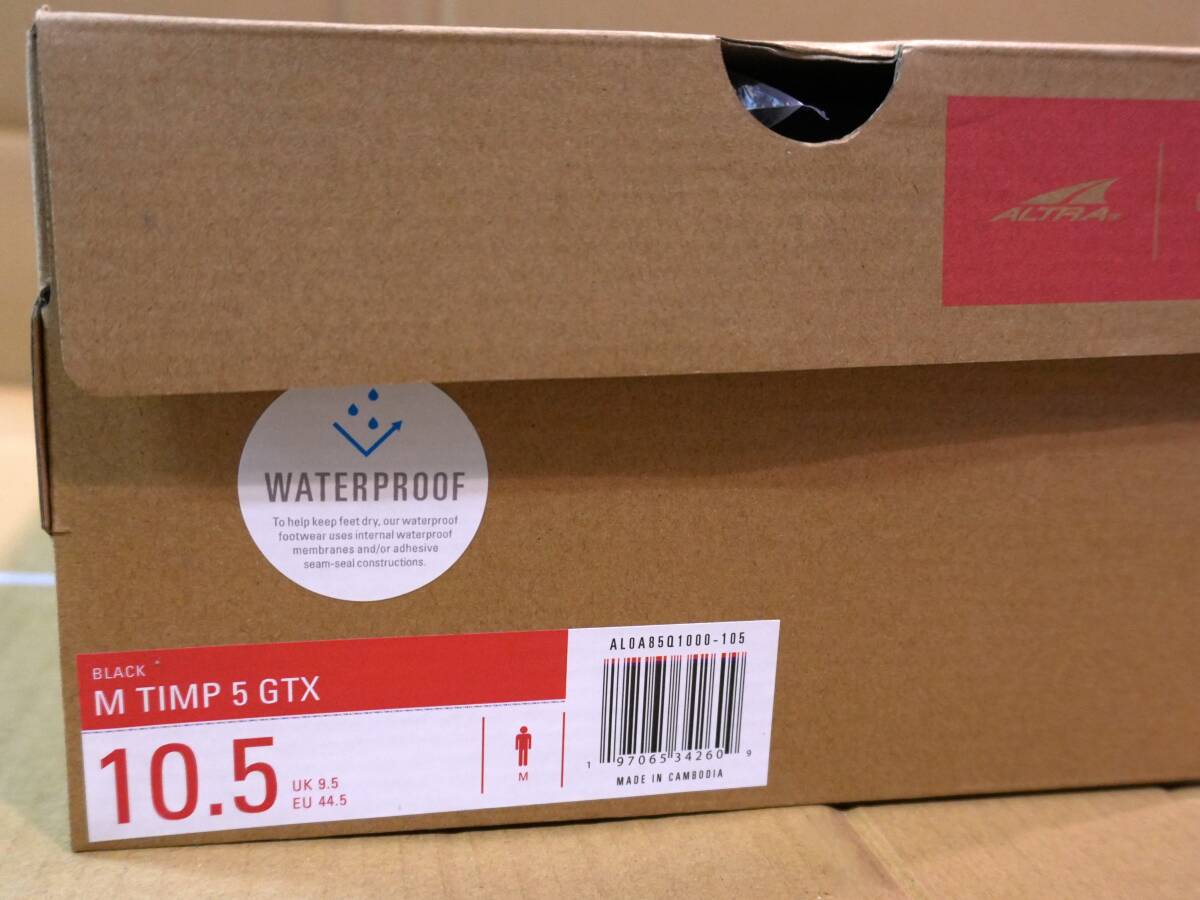 ALTRA
WATERPROOF
To help keep feet dry, our waterproof
footwear uses internal waterproof
membranes and/or adhesive
seam-seal constructions.
BLACK
M TIMP 5 GTX
10.5
UK 9.5
EU 44.5
M
AL0A85Q1000-105
1 97065 34260 9
MADE IN CAMBODIA